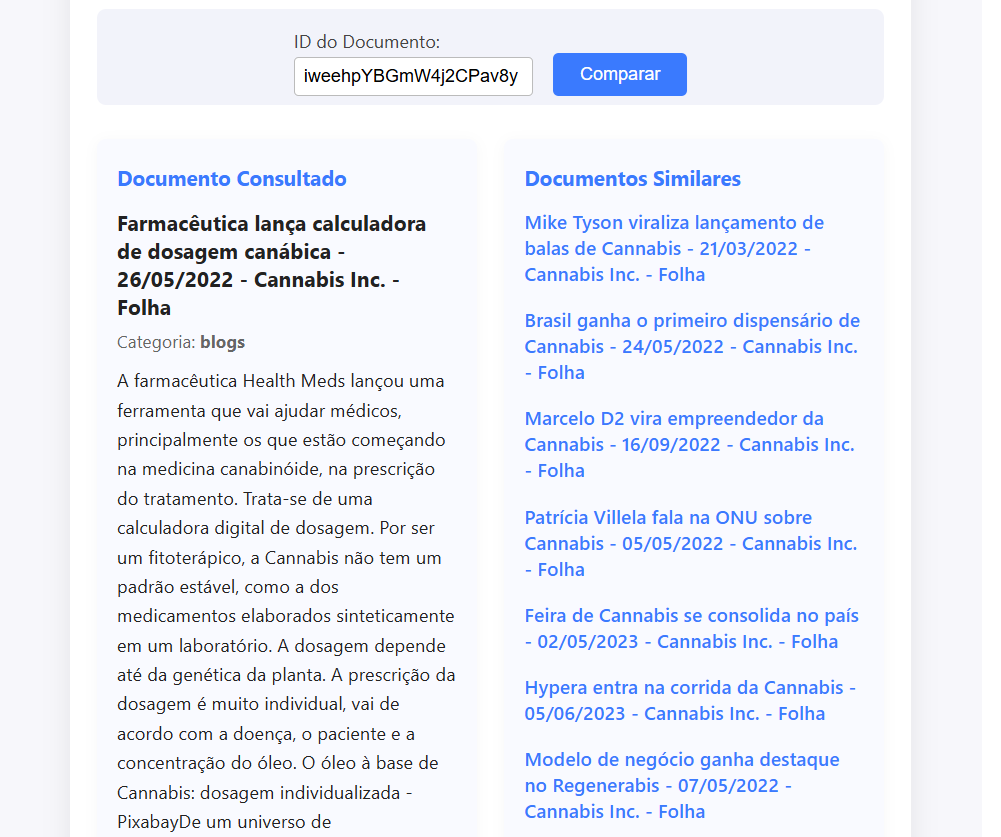 ID do Documento:
iweehpYBGmW4j2CPav8y
Comparar
Documento Consultado
Farmacêutica lança calculadora
de dosagem canábica -
26/05/2022 - Cannabis Inc. -
Folha
Categoria: blogs
A farmacêutica Health Meds lançou uma
ferramenta que vai ajudar médicos,
principalmente os que estão começando
na medicina canabinóide, na prescrição
do tratamento. Trata-se de uma
calculadora digital de dosagem. Por ser
um fitoterápico, a Cannabis não tem um
padrão estável, como a dos
medicamentos elaborados sinteticamente
em um laboratório. A dosagem depende
até da genética da planta. A prescrição da
dosagem é muito individual, vai de
acordo com a doença, o paciente e a
concentração do óleo. O óleo à base de
Cannabis: dosagem individualizada -
PixabayDe um universo de
Documentos Similares
Mike Tyson viraliza lançamento de
balas de Cannabis - 21/03/2022 -
Cannabis Inc. - Folha
Brasil ganha o primeiro dispensário de
Cannabis - 24/05/2022 - Cannabis Inc.
- Folha
Marcelo D2 vira empreendedor da
Cannabis - 16/09/2022 - Cannabis Inc.
- Folha
Patrícia Villela fala na ONU sobre
Cannabis - 05/05/2022 - Cannabis Inc.
- Folha
Feira de Cannabis se consolida no país
- 02/05/2023 - Cannabis Inc. - Folha
Hypera entra na corrida da Cannabis -
05/06/2023 - Cannabis Inc. - Folha
Modelo de negócio ganha destaque
no Regenerabis - 07/05/2022 -
Cannabis Inc. - Folha